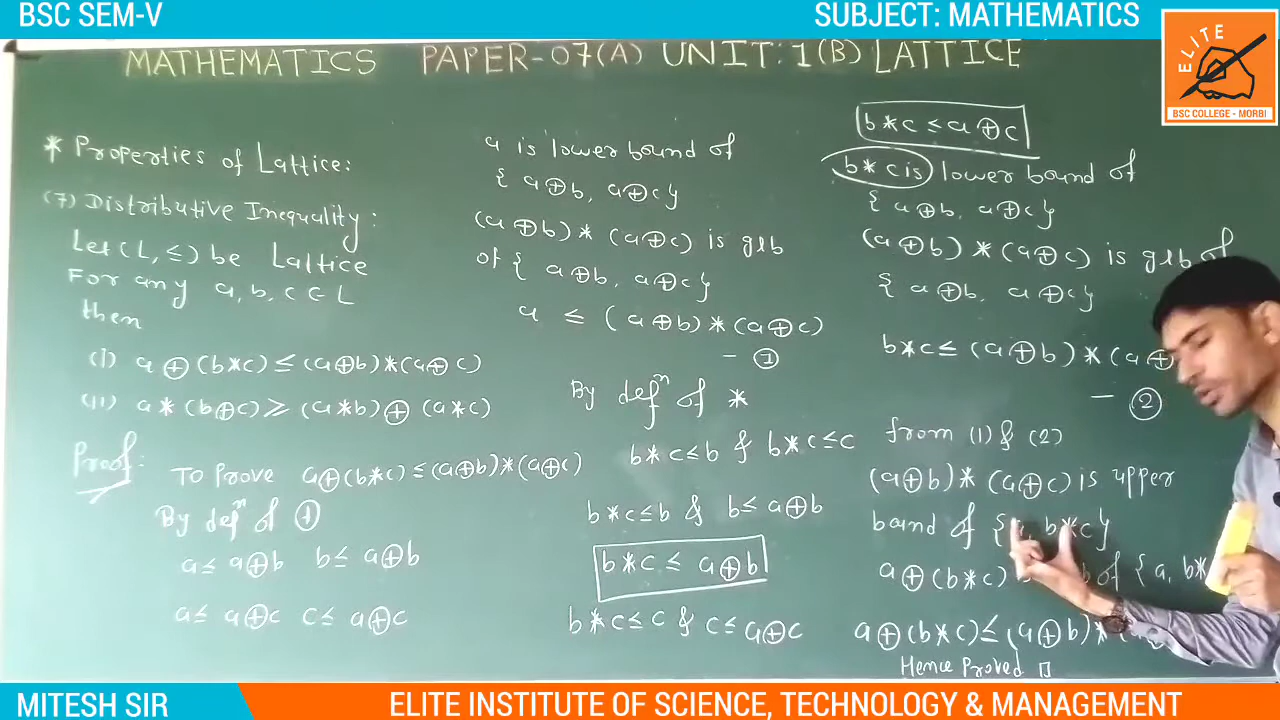 BSC SEM-V
SUBJECT: MATHEMATICS
ELITE
BSC COLLEGE - MORBI
MATHEMATICS PAPER-07(A) UNIT:1(B) LATTICE
* Properties of Lattice:
(7) Distributive Inequality:
Let (L, ≤) be Lattice
For any a, b, c ∈ L
then
(i) a ⊕ (b*c) ≤ (a⊕b)*(a⊕c)
(ii) a * (b⊕c) ≥ (a*b) ⊕ (a*c)
Proof: To Prove a⊕(b*c) ≤ (a⊕b)*(a⊕c)
By defⁿ of ⊕
a ≤ a⊕b b ≤ a⊕b
a ≤ a⊕c c ≤ a⊕c
a is lower bound of
{ a⊕b, a⊕c }
(a⊕b) * (a⊕c) is glb
of { a⊕b, a⊕c }
a ≤ (a⊕b)*(a⊕c)
- ①
By defⁿ of *
b*c ≤ b & b*c ≤ c
b*c ≤ b & b ≤ a⊕b
b*c ≤ a⊕b
b*c ≤ c & c ≤ a⊕c
b*c ≤ a⊕c
b*c is lower bound of
{ a⊕b, a⊕c }
(a⊕b) * (a⊕c) is glb of
{ a⊕b, a⊕c }
b*c ≤ (a⊕b) * (a⊕
- ②
from (1) & (2)
(a⊕b)* (a⊕c) is upper
band of { , b*c }
a⊕(b*c) of { a, b*
a⊕(b*c) ≤ (a⊕b)*
Hence Proved ▯
MITESH SIR
ELITE INSTITUTE OF SCIENCE, TECHNOLOGY & MANAGEMENT